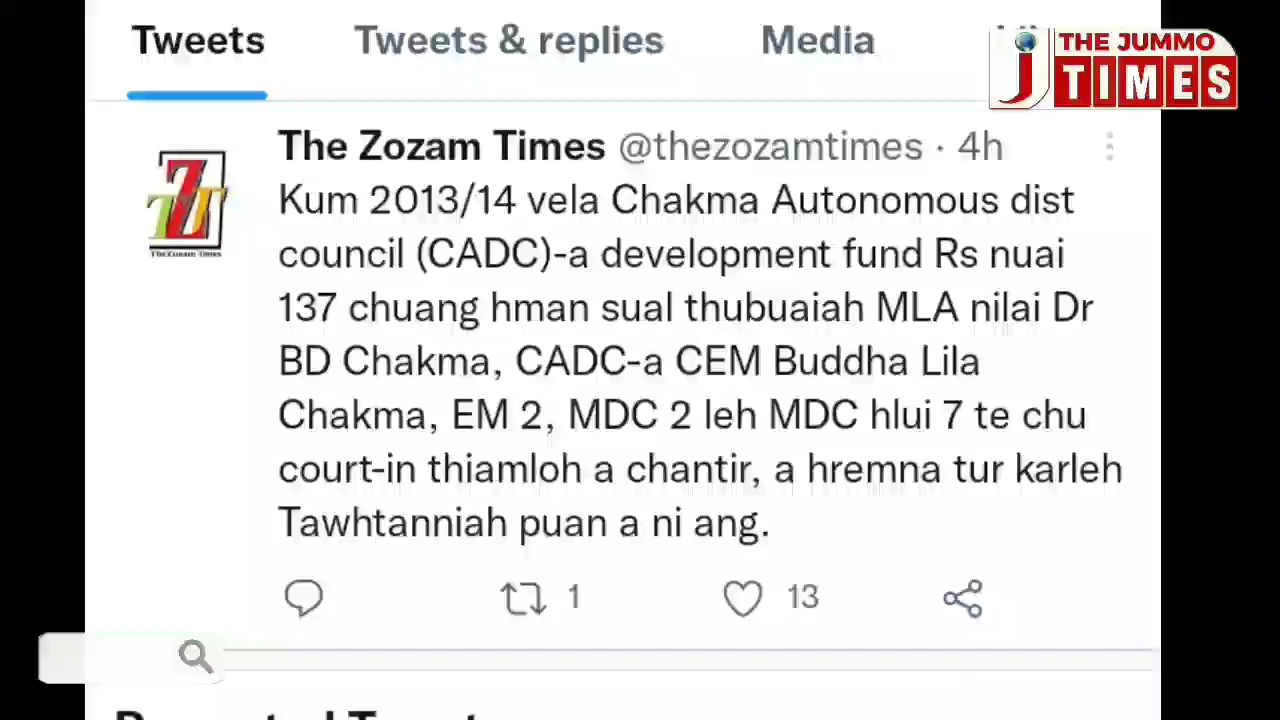 Tweets Tweets & replies Media
THE JUMMO
TIMES
The Zozam Times @thezozamtimes · 4h
Kum 2013/14 vela Chakma Autonomous dist
council (CADC)-a development fund Rs nuai
137 chuang hman sual thubuaiah MLA nilai Dr
BD Chakma, CADC-a CEM Buddha Lila
Chakma, EM 2, MDC 2 leh MDC hlui 7 te chu
court-in thiamloh a chantir, a hremna tur karleh
Tawhtanniah puan a ni ang.
TheZozam Times
1 13